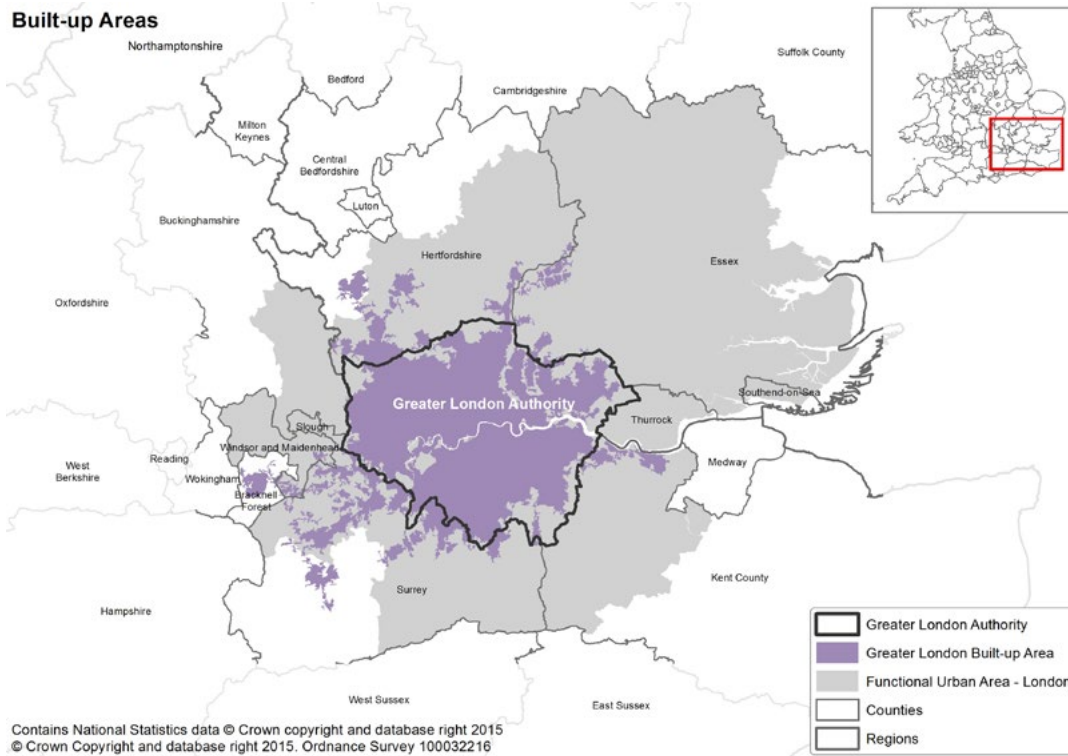 Built-up Areas
Northamptonshire
Suffolk County
Bedford
Cambridgeshire
Milton
Keynes
Central
Bedfordshire
Luton
Buckinghamshire
Hertfordshire
Essex
Oxfordshire
Greater London Authority
Southend-on-Sea
Thurrock
Slough
Windsor and Maidenhead
Reading
West
Berkshire
Wokingham
Bracknell
Forest
Medway
Kent County
Hampshire
Surrey
West Sussex
East Sussex
Greater London Authority
Greater London Built-up Area
Functional Urban Area - London
Counties
Regions
Contains National Statistics data © Crown copyright and database right 2015
© Crown Copyright and database right 2015. Ordnance Survey 100032216